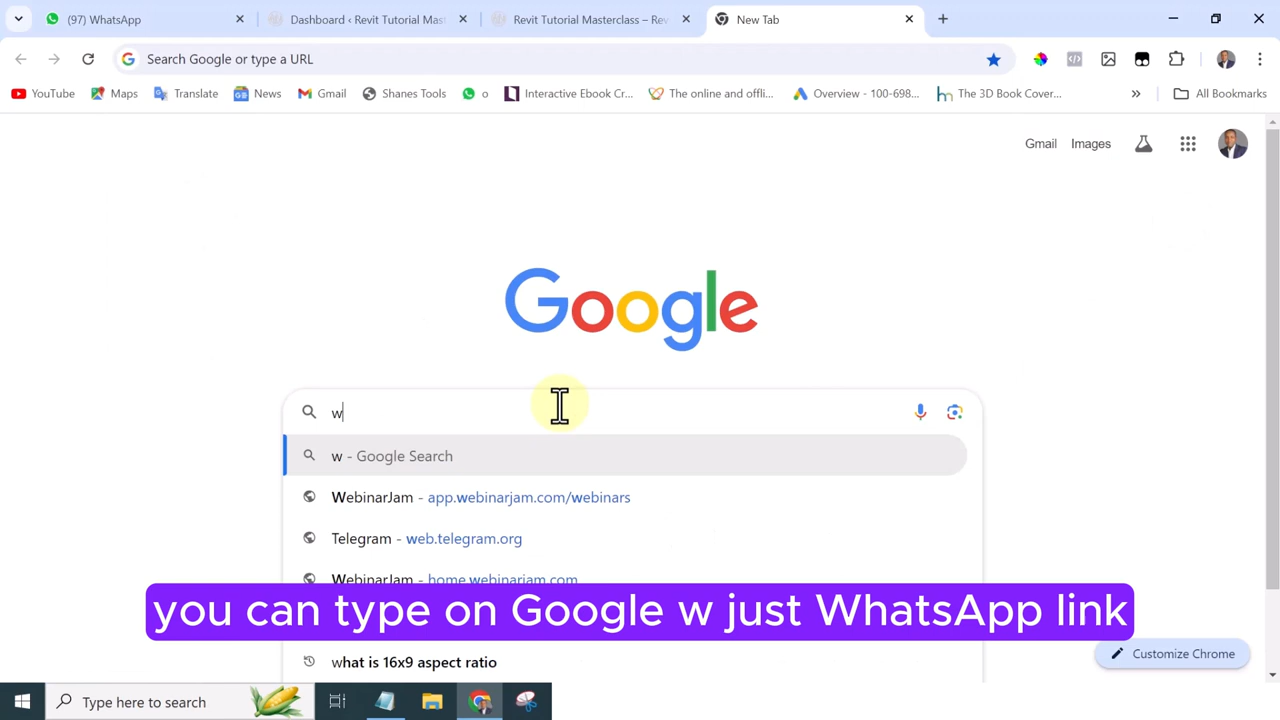 (97) WhatsApp
Dashboard ‹ Revit Tutorial Mas
Revit Tutorial Masterclass – Re
New Tab
Search Google or type a URL
YouTube
Maps
Translate
News
Gmail
Shanes Tools
o
Interactive Ebook Cr...
The online and offli...
Overview - 100-698...
The 3D Book Cover...
»
All Bookmarks
Gmail
Images
Google
w
w - Google Search
WebinarJam - app.webinarjam.com/webinars
Telegram - web.telegram.org
WebinarJam - home.webinarjam.com
you can type on Google w just WhatsApp link
what is 16x9 aspect ratio
Customize Chrome
Type here to search